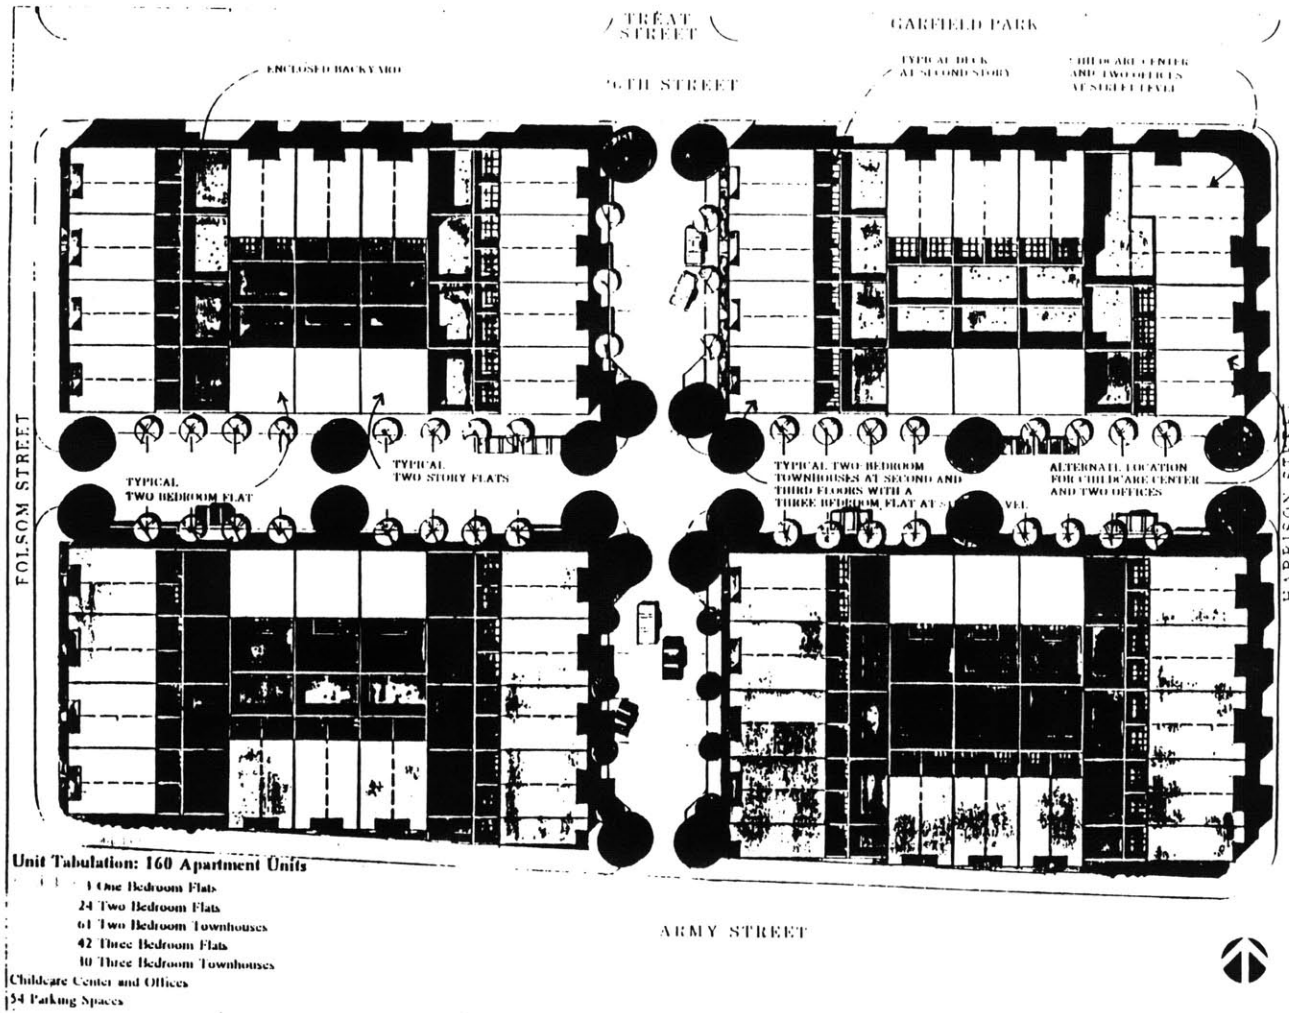 TREAT
STREET
GARFIELD PARK
ENCLOSED BACKYARD
TYPICAL DECK
AT SECOND STORY
CHILDCARE CENTER
AND TWO OFFICES
AT STREET LEVEL
6TH STREET
FOLSOM STREET
TYPICAL
TWO BEDROOM FLAT
TYPICAL
TWO STORY FLATS
TYPICAL TWO-BEDROOM
TOWNHOUSES AT SECOND AND
THIRD FLOORS WITH A
THREE BEDROOM FLAT AT
ALTERNATE LOCATION
FOR CHILDCARE CENTER
AND TWO OFFICES
HARRISON
Unit Tabulation: 160 Apartment Units
One Bedroom Flats
24 Two Bedroom Flats
61 Two Bedroom Townhouses
42 Three Bedroom Flats
Three Bedroom Townhouses
Childcare Center and Offices
54 Parking Spaces
ARMY STREET